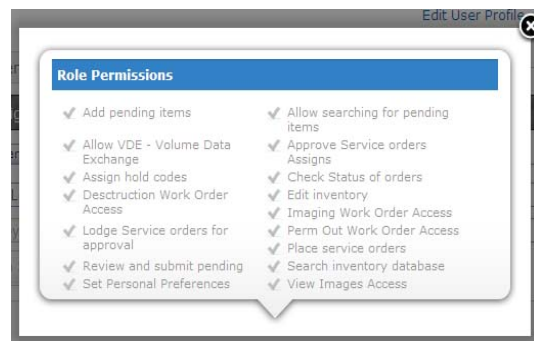 Edit User Profile
Role Permissions
Add pending items
Allow VDE - Volume Data
Exchange
Assign hold codes
Desctruction Work Order
Access
Lodge Service orders for
approval
Review and submit pending
Set Personal Preferences
Allow searching for pending
items
Approve Service orders
Assigns
Check Status of orders
Edit inventory
Imaging Work Order Access
Perm Out Work Order Access
Place service orders
Search inventory database
View Images Access